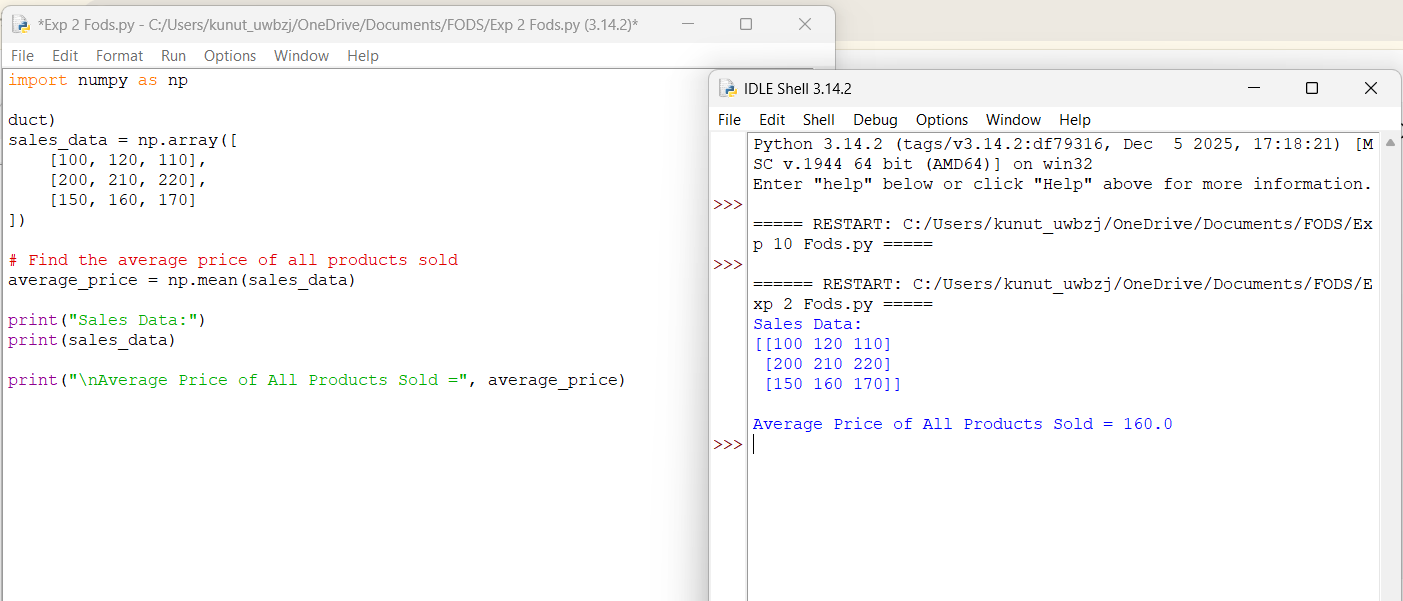 *Exp 2 Fods.py - C:/Users/kunut_uwbzj/OneDrive/Documents/FODS/Exp 2 Fods.py (3.14.2)*
File Edit Format Run Options Window Help
import numpy as np
duct)
sales_data = np.array([
    [100, 120, 110],
    [200, 210, 220],
    [150, 160, 170]
])
# Find the average price of all products sold
average_price = np.mean(sales_data)
print("Sales Data:")
print(sales_data)
print("\nAverage Price of All Products Sold =", average_price)
IDLE Shell 3.14.2
File Edit Shell Debug Options Window Help
Python 3.14.2 (tags/v3.14.2:df79316, Dec  5 2025, 17:18:21) [M
SC v.1944 64 bit (AMD64)] on win32
Enter "help" below or click "Help" above for more information.
>>>
===== RESTART: C:/Users/kunut_uwbzj/OneDrive/Documents/FODS/Ex
p 10 Fods.py =====
>>>
====== RESTART: C:/Users/kunut_uwbzj/OneDrive/Documents/FODS/E
xp 2 Fods.py =====
Sales Data:
[[100 120 110]
 [200 210 220]
 [150 160 170]]
Average Price of All Products Sold = 160.0
>>>